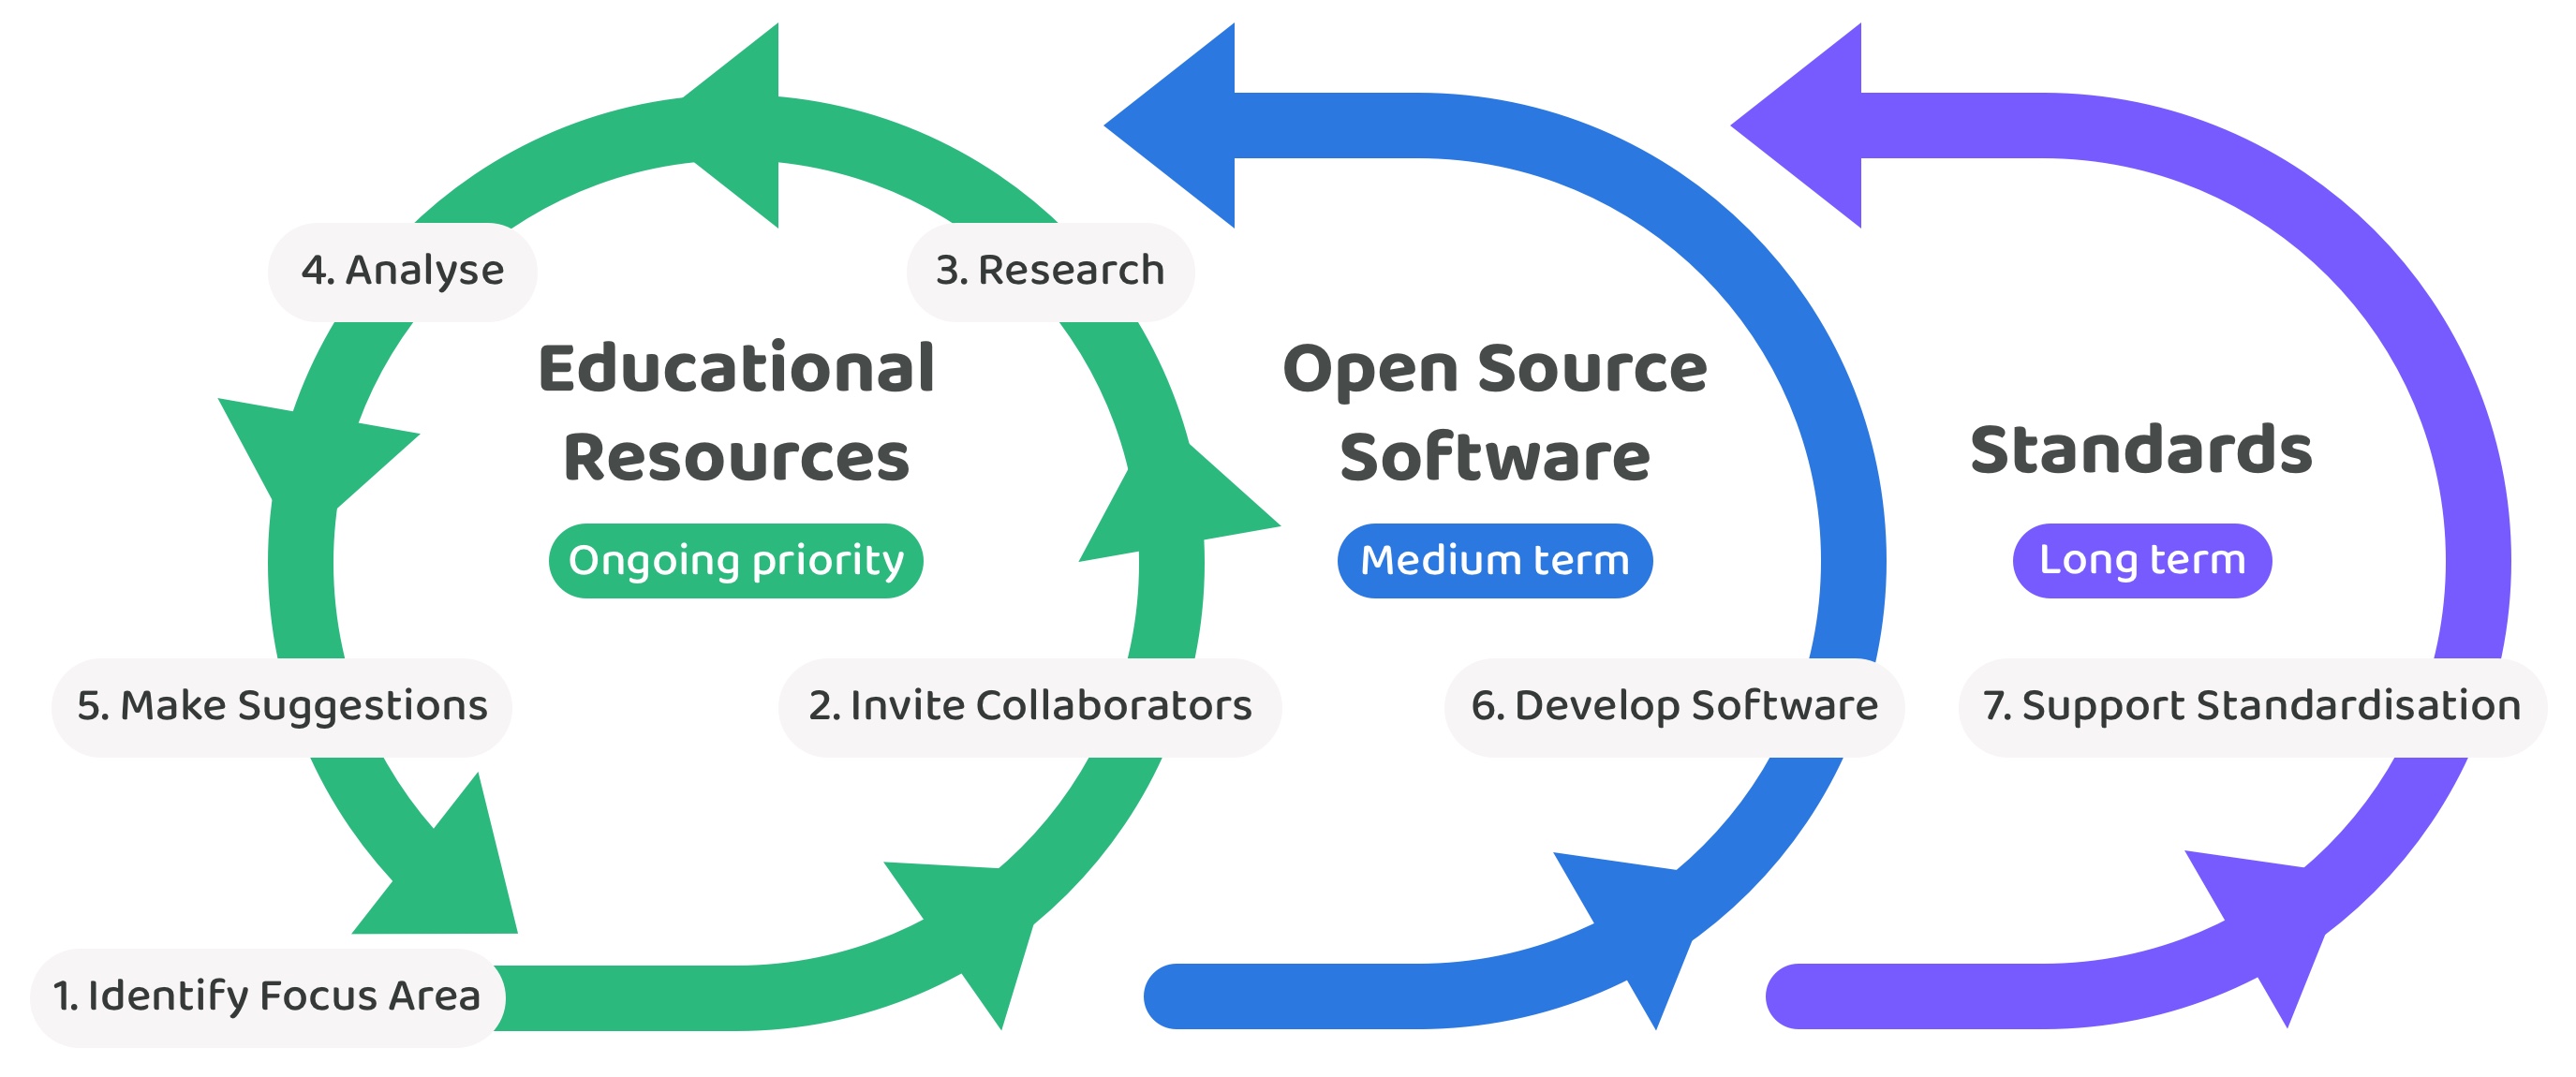 4. Analyse
3. Research
Educational
Resources
Ongoing priority
Open Source
Software
Medium term
Standards
Long term
5. Make Suggestions
2. Invite Collaborators
6. Develop Software
7. Support Standardisation
1. Identify Focus Area